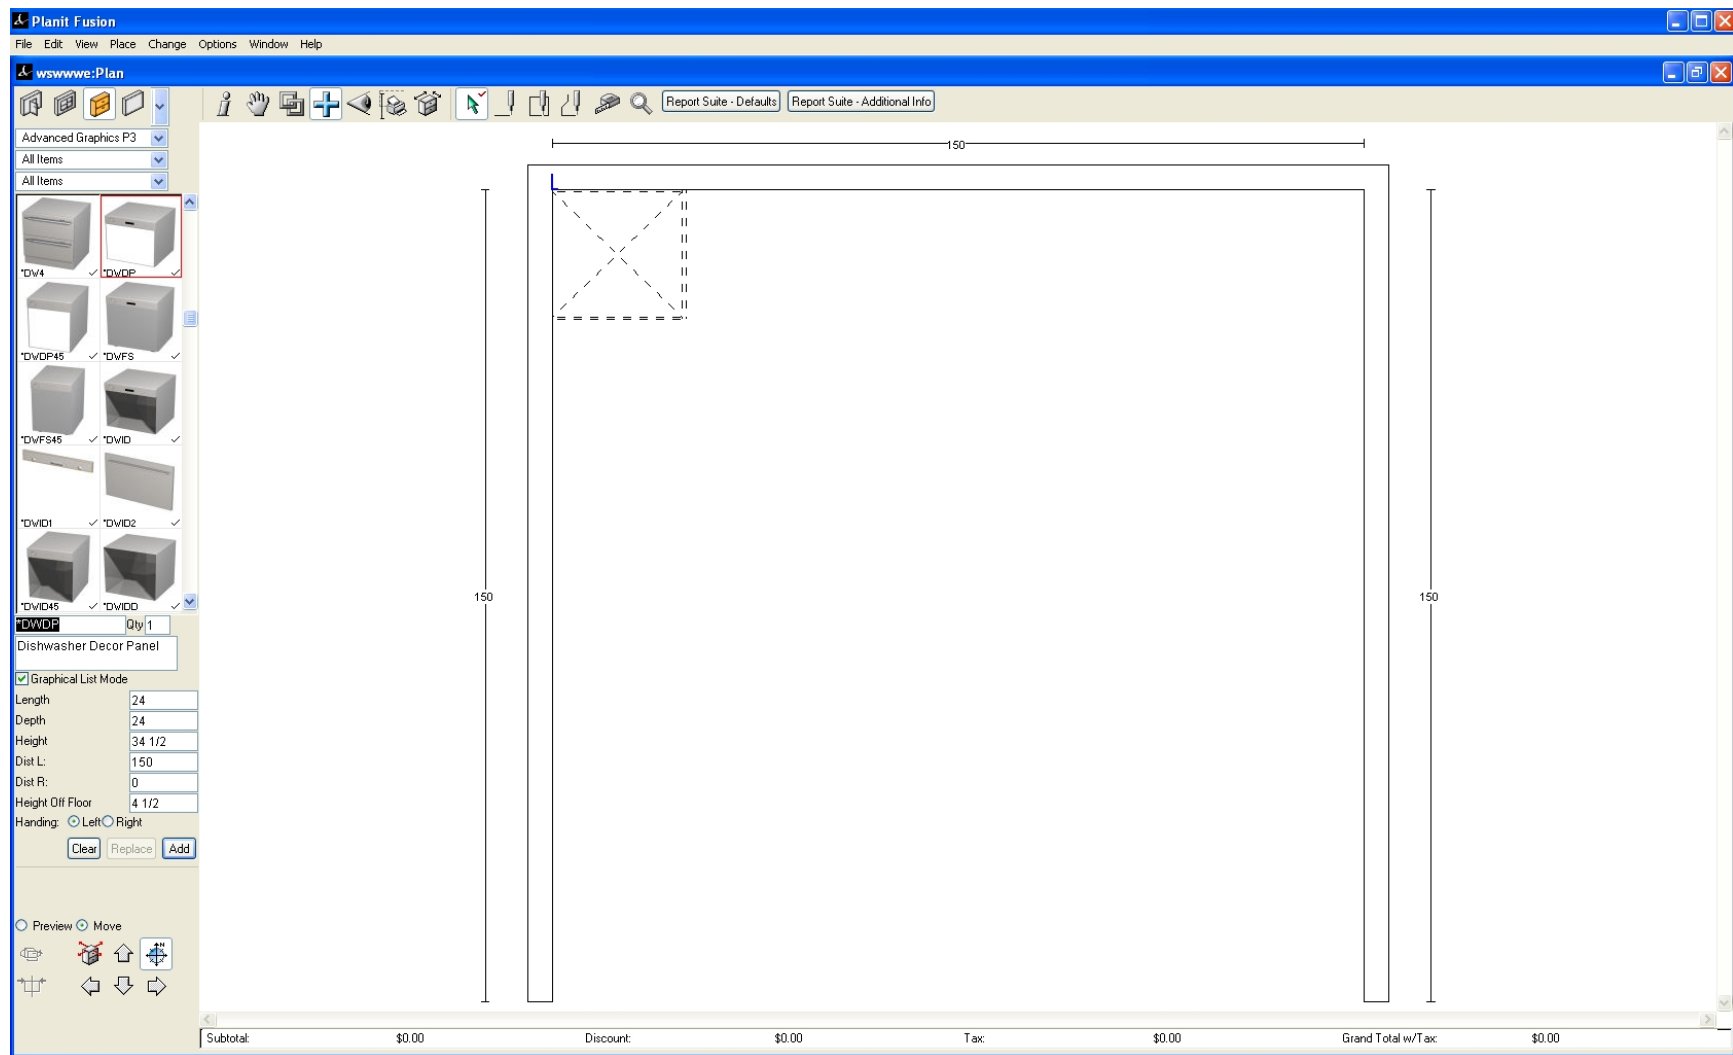 Planit Fusion
File Edit View Place Change Options Window Help
wswwwe:Plan
Report Suite - Defaults Report Suite - Additional Info
Advanced Graphics P3
All Items
All Items
*DW4 *DWDP
*DWDP45 *DWFS
*DWFS45 *DWID
*DWID1 *DWID2
*DWID45 *DWIDD
*DWDP Qty 1
Dishwasher Decor Panel
Graphical List Mode
Length 24
Depth 24
Height 34 1/2
Dist L: 150
Dist R: 0
Height Off Floor 4 1/2
Handing: Left Right
Clear Replace Add
Preview Move
N
150
150
150
Subtotal: $0.00 Discount: $0.00 Tax: $0.00 Grand Total w/Tax: $0.00